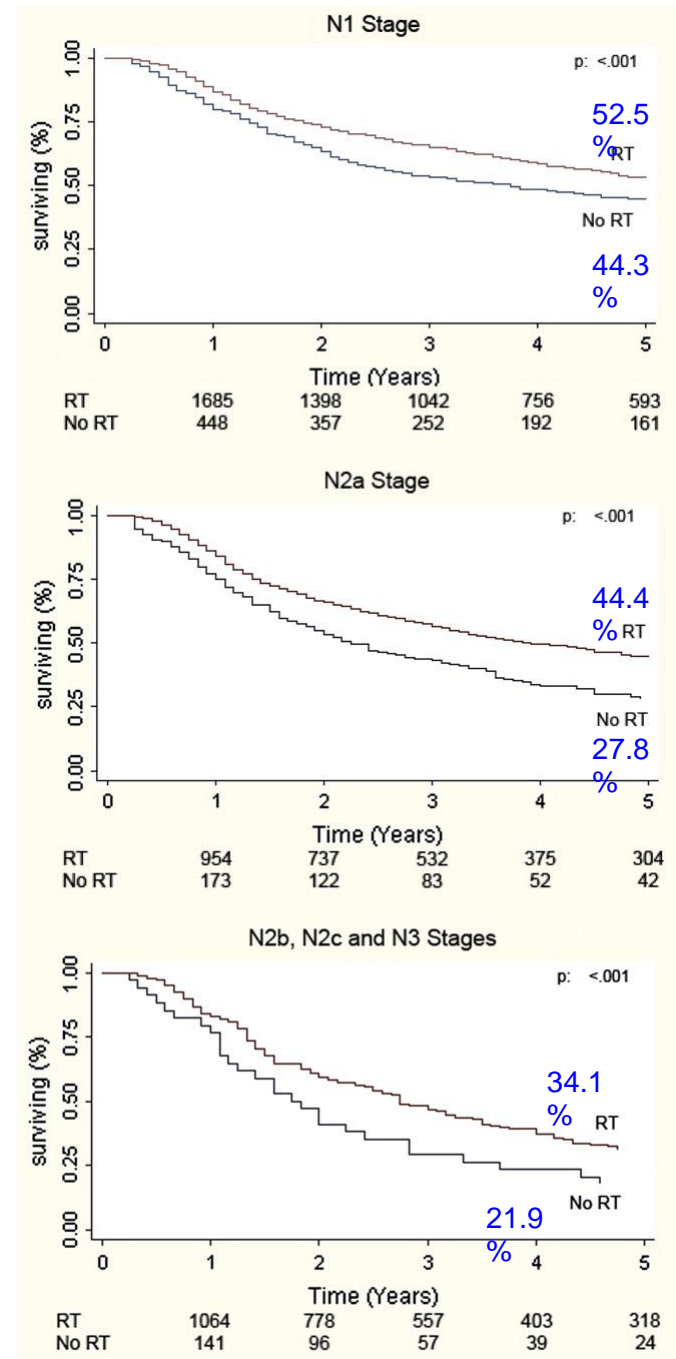 N1 Stage
p: <.001
1.00
0.75
0.50
0.25
0.00
surviving (%)
52.5
%
RT
No RT
44.3
%
0 1 2 3 4 5
Time (Years)
RT 1685 1398 1042 756 593
No RT 448 357 252 192 161
N2a Stage
p: <.001
1.00
0.75
0.50
0.25
0.00
surviving (%)
44.4
% RT
No RT
27.8
%
0 1 2 3 4 5
Time (Years)
RT 954 737 532 375 304
No RT 173 122 83 52 42
N2b, N2c and N3 Stages
p: <.001
1.00
0.75
0.50
0.25
0.00
surviving (%)
34.1
%
RT
No RT
21.9
%
0 1 2 3 4 5
Time (Years)
RT 1064 778 557 403 318
No RT 141 96 57 39 24